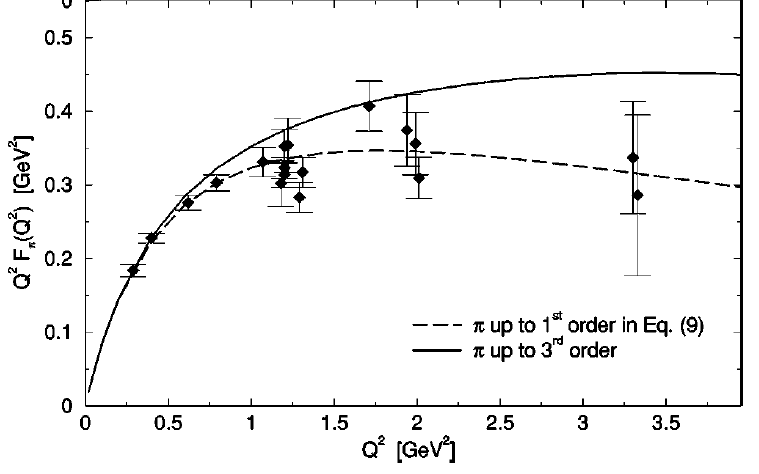 0
0.5
0.4
0.3
0.2
0.1
0
Q² Fπ(Q²) [GeV²]
π up to 1st order in Eq. (9)
π up to 3rd order
0 0.5 1 1.5 2 2.5 3 3.5
Q² [GeV²]